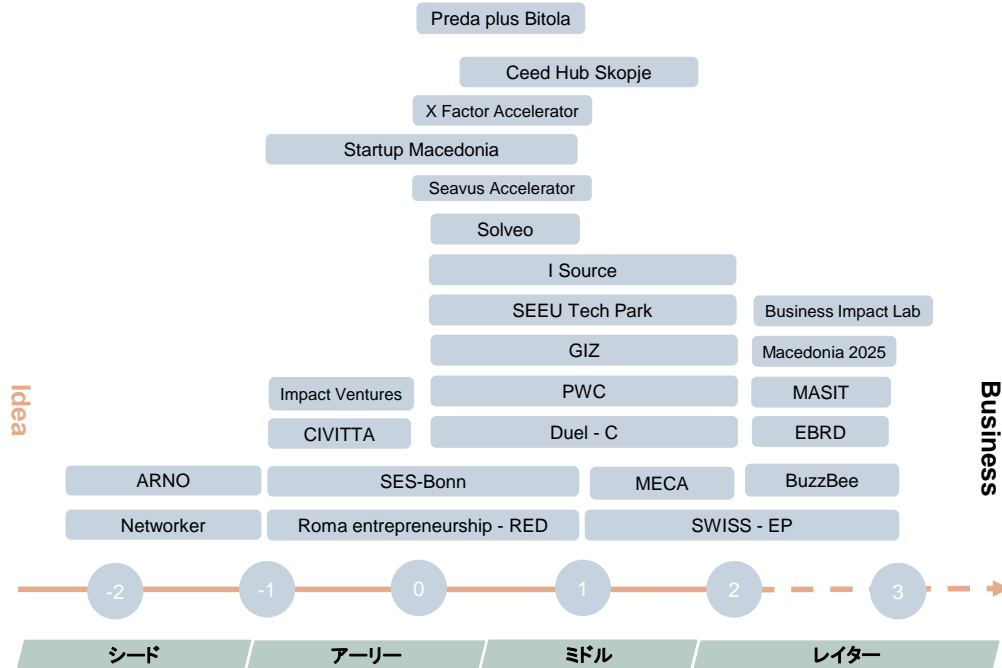 Preda plus Bitola
Ceed Hub Skopje
X Factor Accelerator
Startup Macedonia
Seavus Accelerator
Solveo
I Source
SEEU Tech Park
Business Impact Lab
GIZ
Macedonia 2025
Impact Ventures
PWC
MASIT
CIVITTA
Duel - C
EBRD
ARNO
SES-Bonn
MECA
BuzzBee
Networker
Roma entrepreneurship - RED
SWISS - EP
Idea
Business
-2
-1
0
1
2
3
シード
アーリー
ミドル
レイター